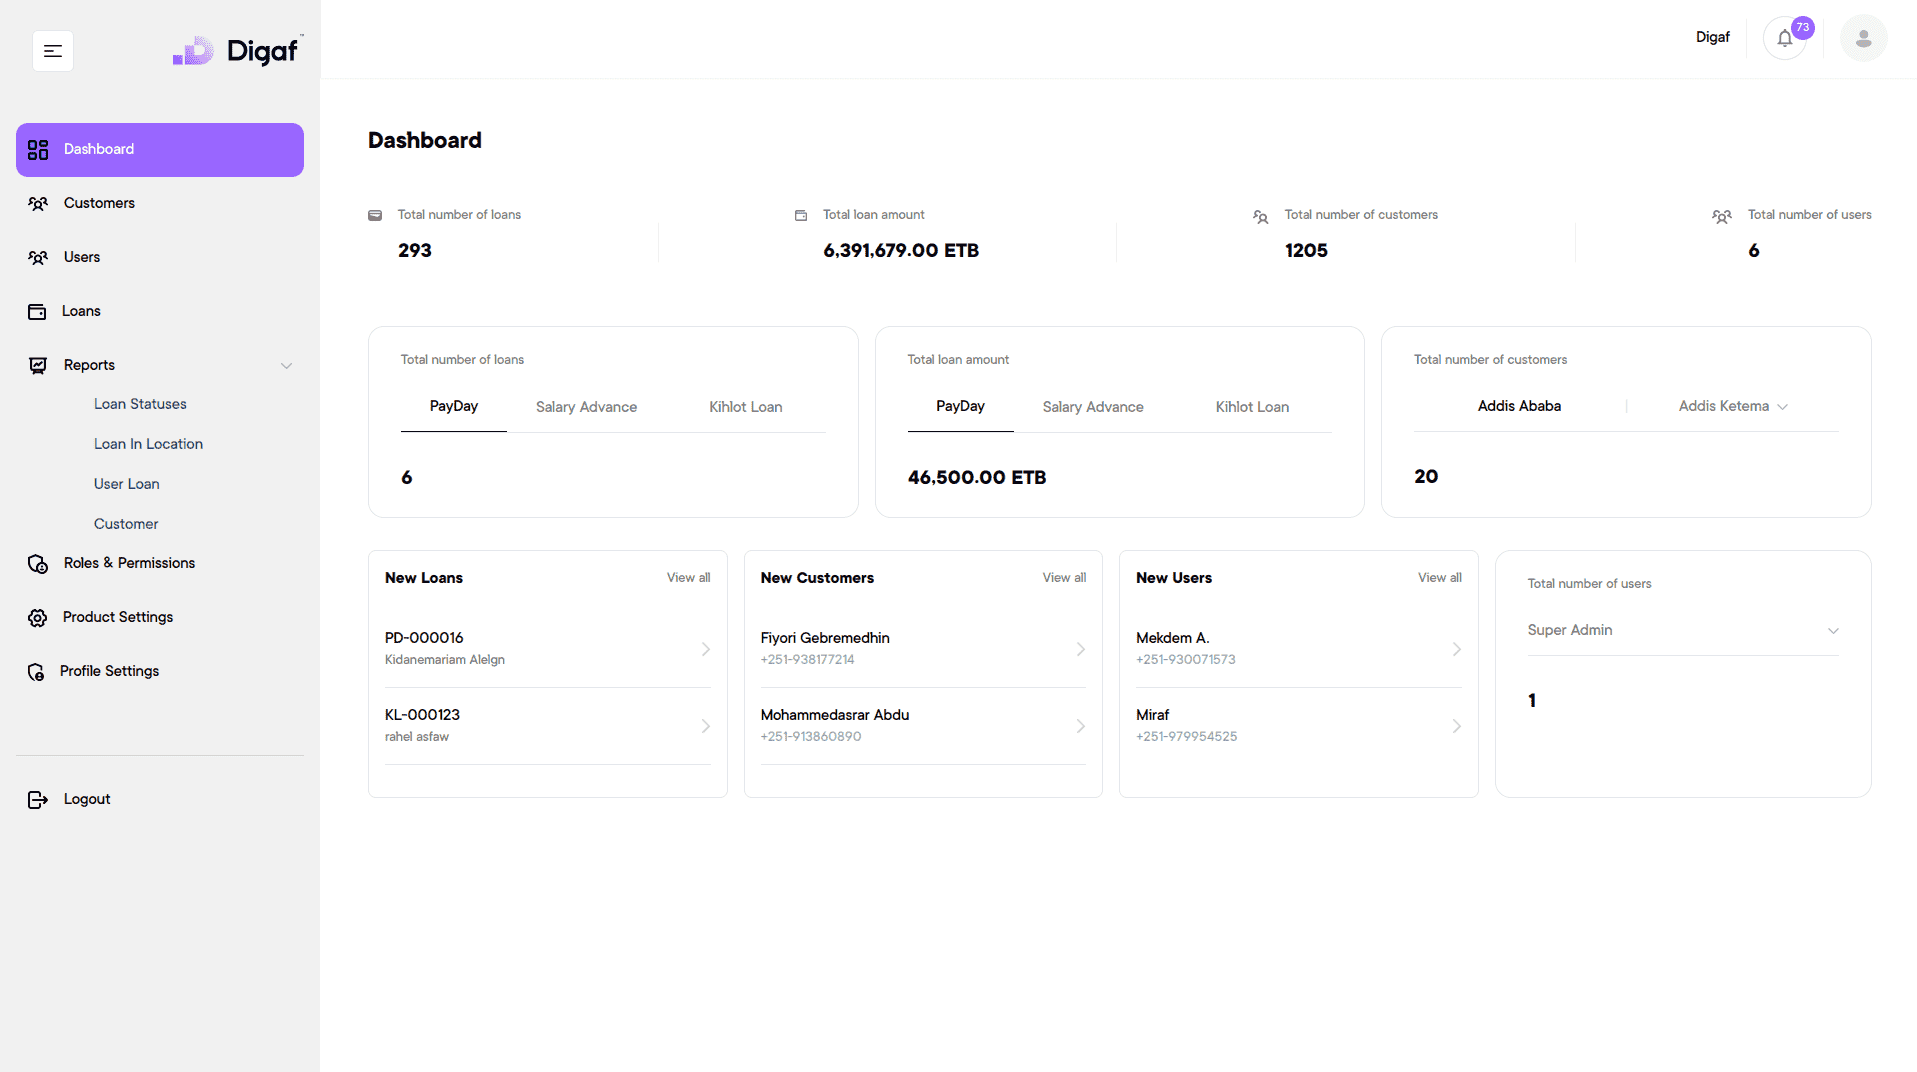 Digaf™
Digaf
73
Dashboard
Customers
Users
Loans
Reports
Loan Statuses
Loan In Location
User Loan
Customer
Roles & Permissions
Product Settings
Profile Settings
Logout
Dashboard
Total number of loans
293
Total loan amount
6,391,679.00 ETB
Total number of customers
1205
Total number of users
6
Total number of loans
PayDay Salary Advance Kihlot Loan
6
Total loan amount
PayDay Salary Advance Kihlot Loan
46,500.00 ETB
Total number of customers
Addis Ababa Addis Ketema
20
New Loans View all
PD-000016
Kidanemariam Alelgn
KL-000123
rahel asfaw
New Customers View all
Fiyori Gebremedhin
+251-938177214
Mohammedasrar Abdu
+251-913860890
New Users View all
Mekdem A.
+251-930071573
Miraf
+251-979954525
Total number of users
Super Admin
1